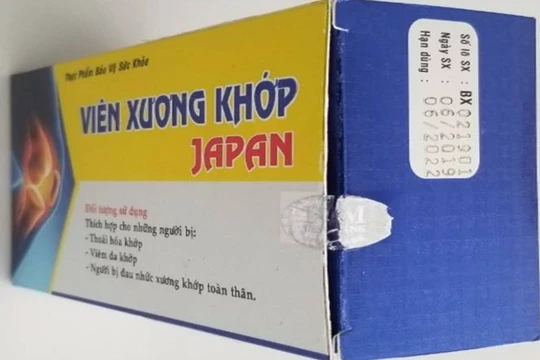 Thực Phẩm Bảo Vệ Sức Khỏe
VIÊN XƯƠNG KHỚP
JAPAN
Đối tượng sử dụng
Thích hợp cho những người bị:
- Thoái hóa khớp
- Viêm đa khớp
- Người bị đau nhức xương khớp toàn thân.
Số lô SX : BX 021901
Ngày SX : 06/2019
Hạn dùng : 06/2022